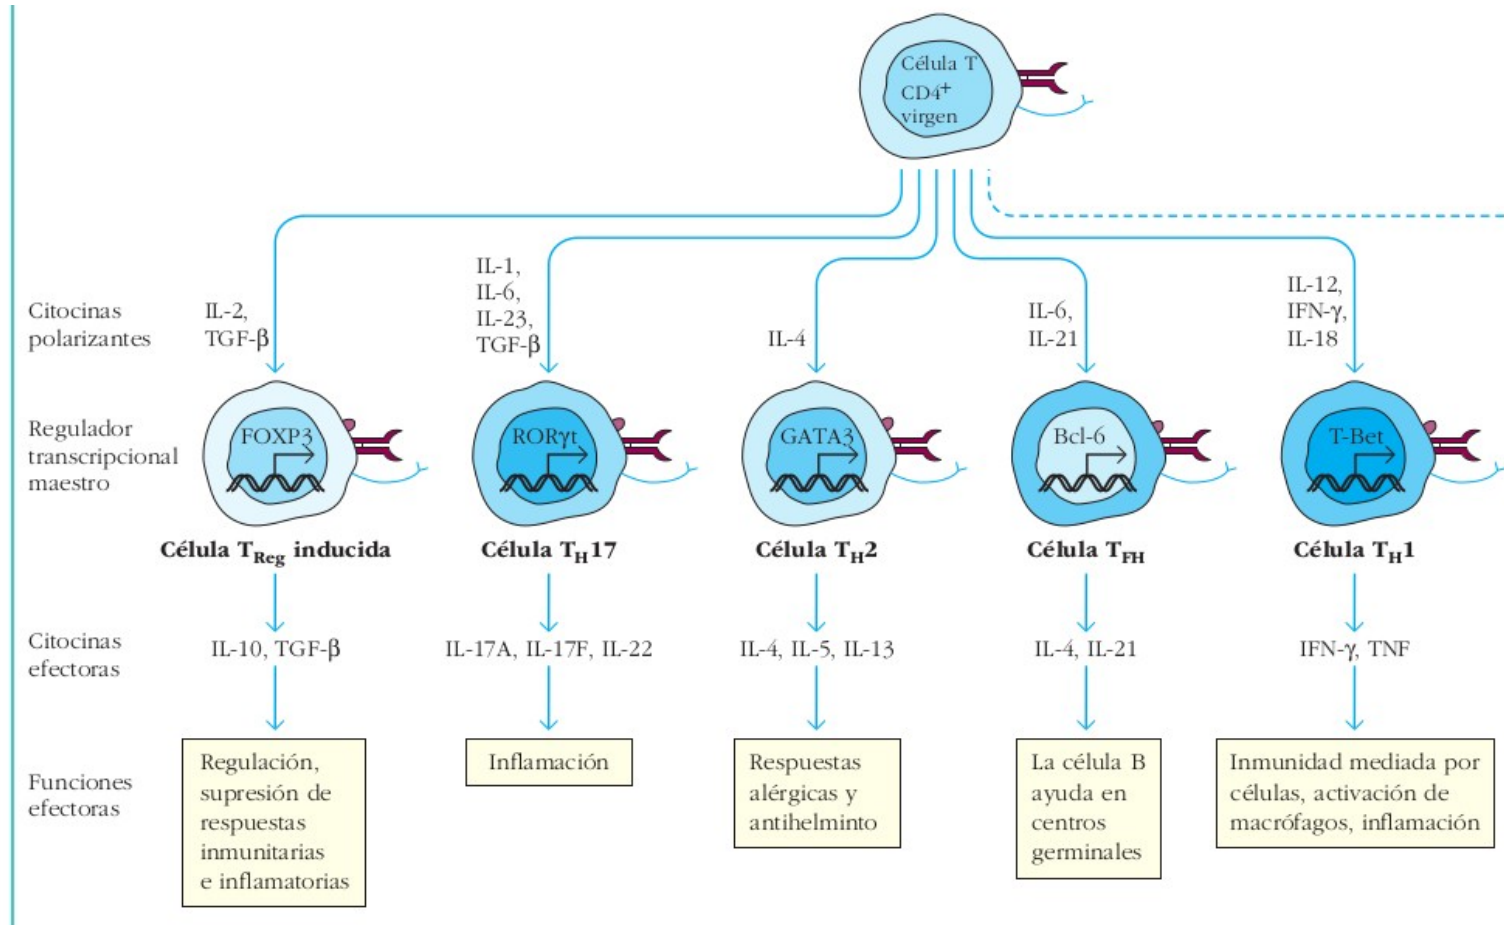 Célula T
CD4+
virgen
Citocinas
polarizantes
IL-2,
TGF-β
IL-1,
IL-6,
IL-23,
TGF-β
IL-4
IL-6,
IL-21
IL-12,
IFN-γ,
IL-18
Regulador
transcripcional
maestro
FOXP3
RORγt
GATA3
Bcl-6
T-Bet
Célula TReg inducida
Célula TH17
Célula TH2
Célula TFH
Célula TH1
Citocinas
efectoras
IL-10, TGF-β
IL-17A, IL-17F, IL-22
IL-4, IL-5, IL-13
IL-4, IL-21
IFN-γ, TNF
Funciones
efectoras
Regulación,
supresión de
respuestas
inmunitarias
e inflamatorias
Inflamación
Respuestas
alérgicas y
antihelminto
La célula B
ayuda en
centros
germinales
Inmunidad mediada por
células, activación de
macrófagos, inflamación